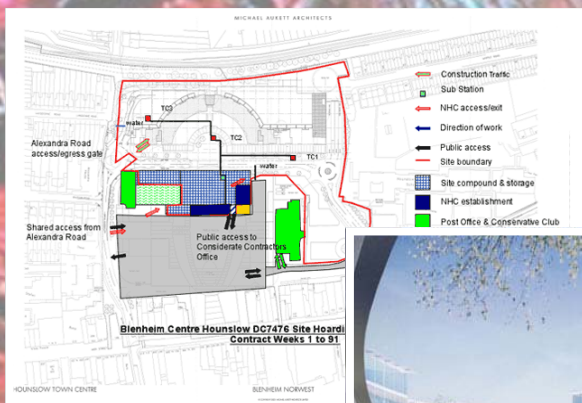 MICHAEL AUKETT ARCHITECTS
Construction Traffic
Sub Station
NHC access/exit
Direction of work
Public access
Site boundary
Site compound & storage
NHC establishment
Post Office & Conservative Club
TC3
water
TC2
TC1
water
Alexandra Road
access/egress gate
Shared access from
Alexandra Road
Public access to
Considerate Contractors
Office
Blenheim Centre Hounslow DC7476 Site Hoardi
Contract Weeks 1 to 91
HOUNSLOW TOWN CENTRE
BLENHEIM NORWEST